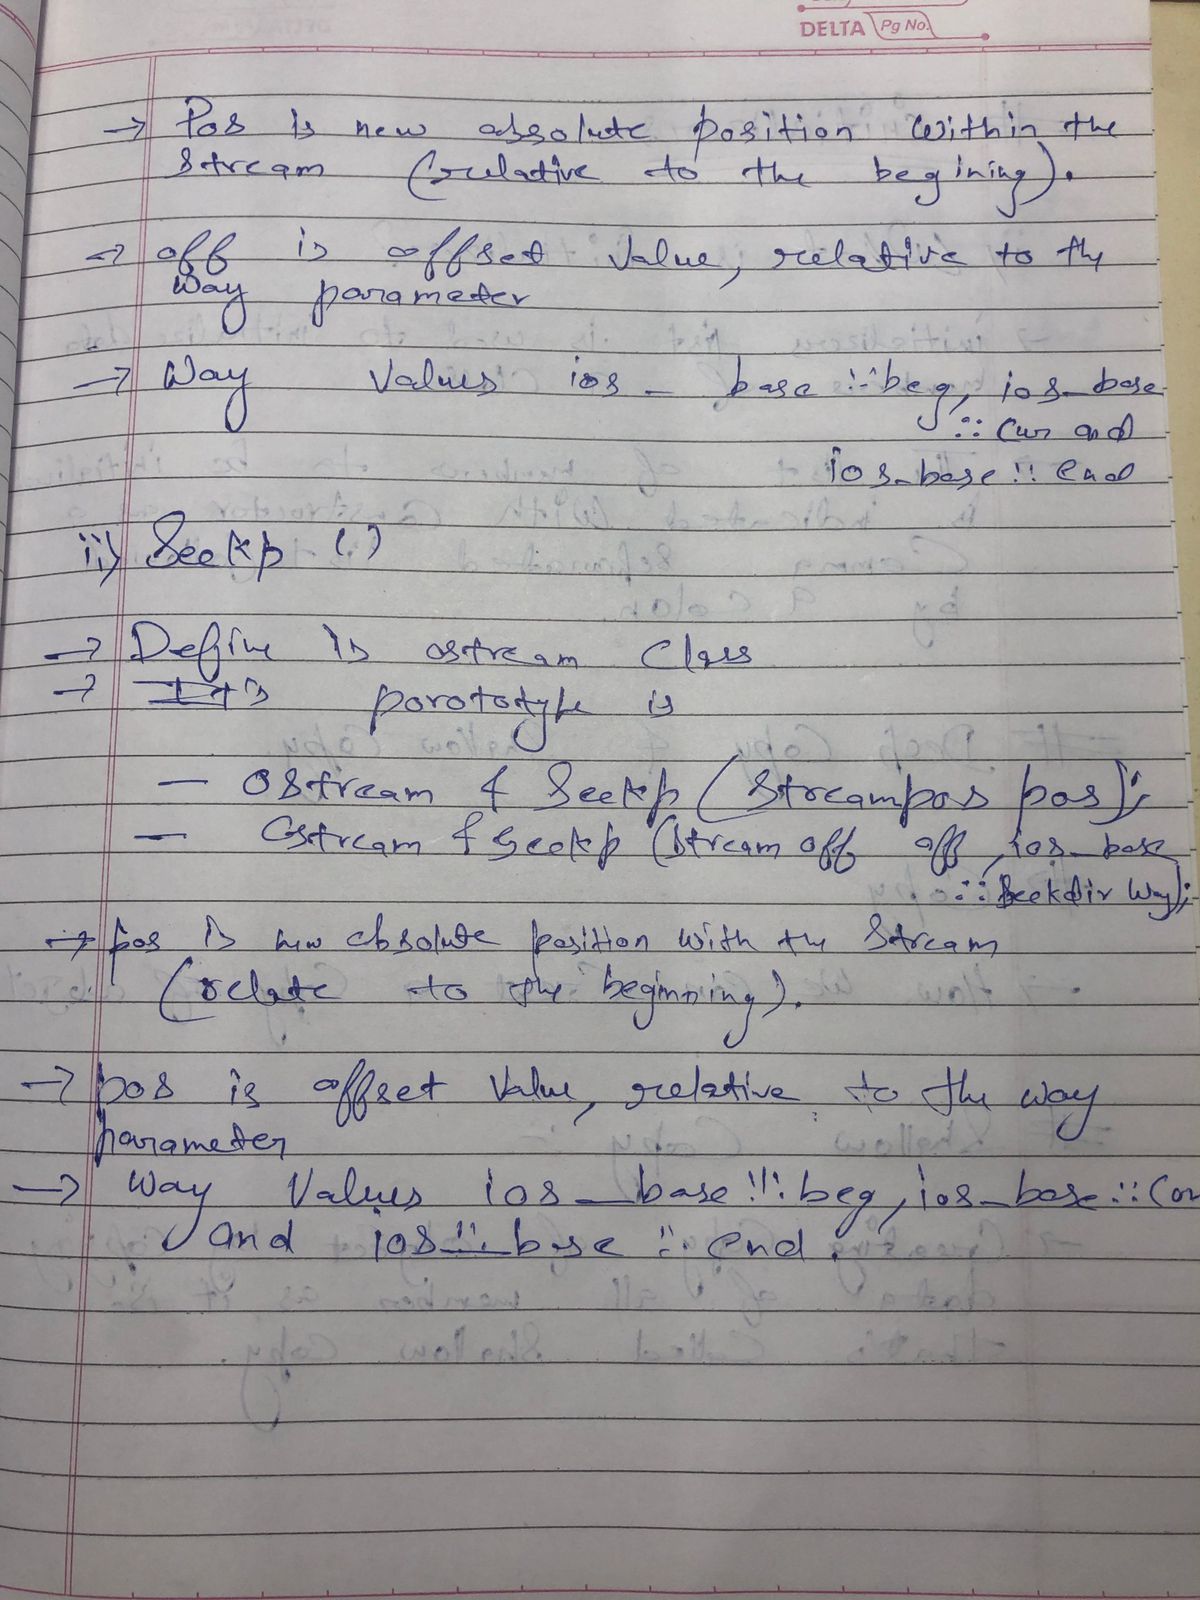 DELTA Pg No.
→ Pos is new absolute position within the
stream (relative to the begining).
→ off is offset value, relative to the
way parameter
→ Way values ios_base::beg, ios_base
::cur and
ios_base::end
ii) Seekp ( )
→ Define is ostream class
→ It's porototype is
— Ostream & Seekp (Streampos pos);
— Ostream & seekp (stream off off, ios_base
::seekdir way);
→ pos is new absolute position with the Stream
(relate to the beginning).
→ pos is offset value, relative to the way
parameter
→ way values ios_base::beg, ios_base::cur
and ios::base::end.